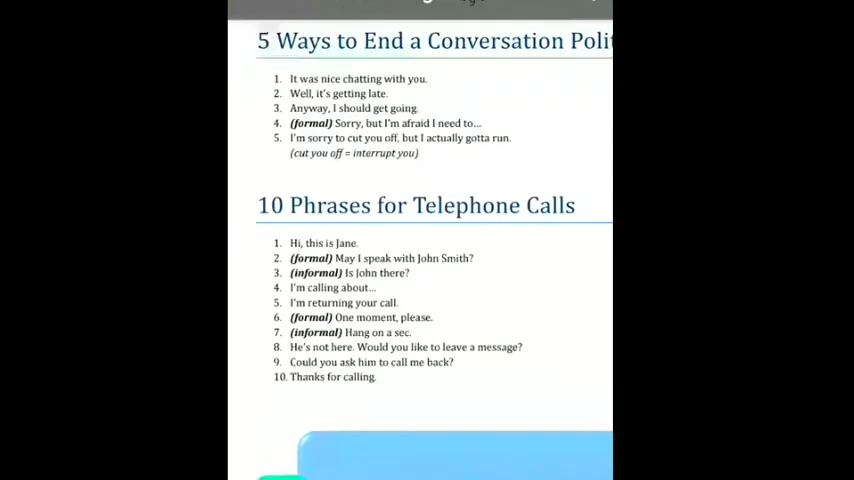 5 Ways to End a Conversation
1. It was nice chatting with you.
2. Well, it's getting late.
3. Anyway, I should get going.
4. (formal) Sorry, but I'm afraid I need to...
5. I'm sorry to cut you off, but I actually gotta run.
(cut you off = interrupt you)
10 Phrases for Telephone Calls
1. Hi, this is Jane.
2. (formal) May I speak with John Smith?
3. (informal) Is John there?
4. I'm calling about...
5. I'm returning your call.
6. (formal) One moment, please.
7. (informal) Hang on a sec.
8. He's not here. Would you like to leave a message?
9. Could you ask him to call me back?
10. Thanks for calling.